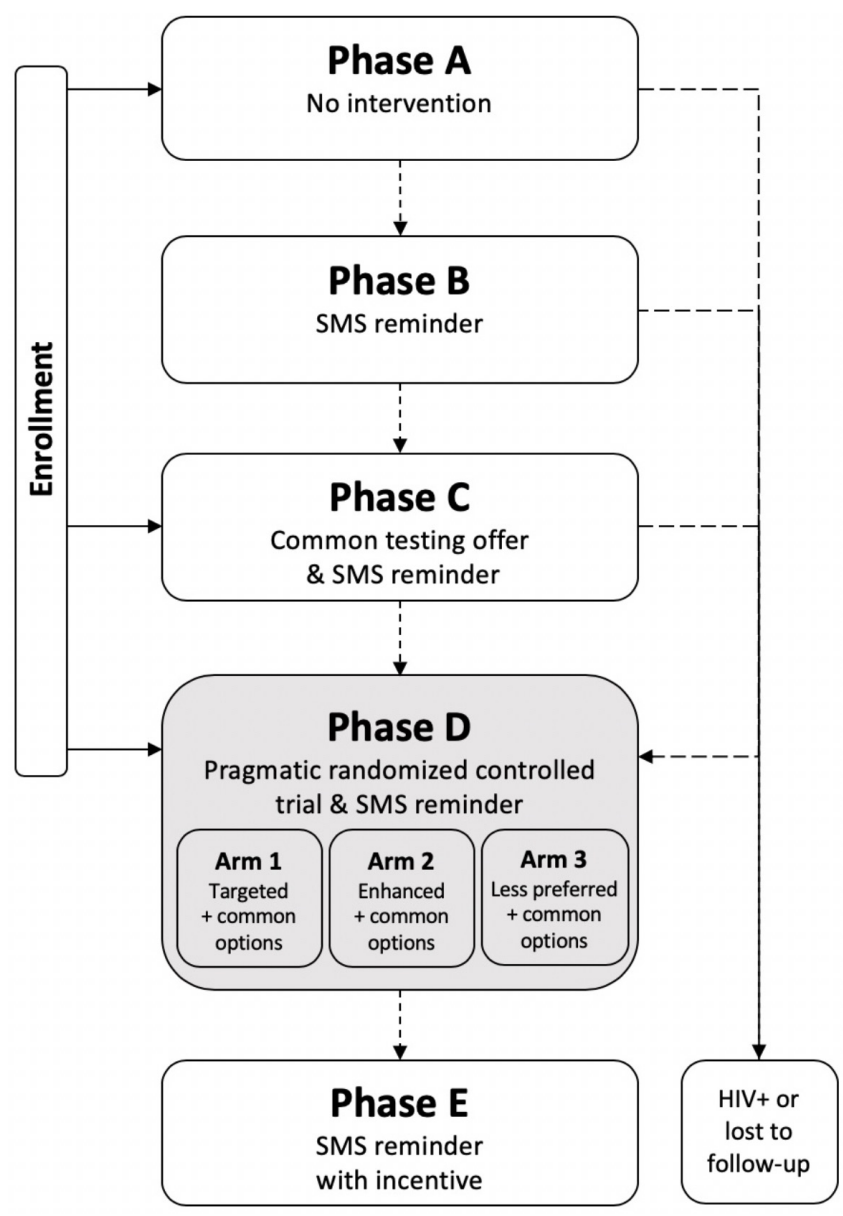 Enrollment
Phase A
No intervention
Phase B
SMS reminder
Phase C
Common testing offer
& SMS reminder
Phase D
Pragmatic randomized controlled
trial & SMS reminder
Arm 1
Targeted
+ common
options
Arm 2
Enhanced
+ common
options
Arm 3
Less preferred
+ common
options
Phase E
SMS reminder
with incentive
HIV+ or
lost to
follow-up